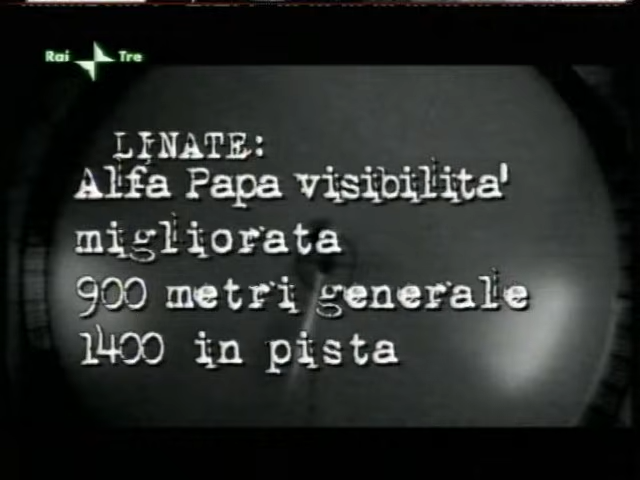 Rai Tre
LINATE:
Alfa Papa visibilita'
migliorata
900 metri generale
1400 in pista